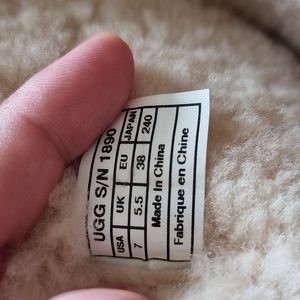 UGG S/N 1890
USA UK EU JAPAN
7 5.5 38 240
Made In China
Fabrique en Chine